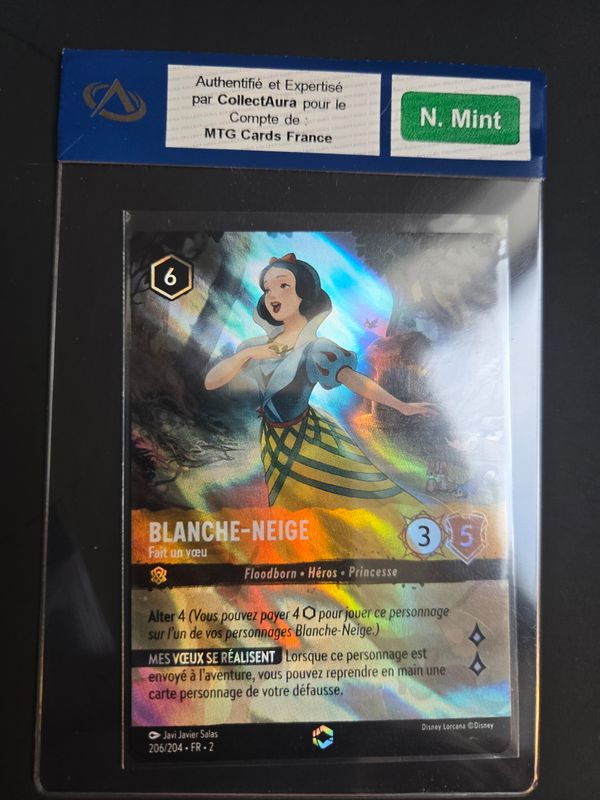 Authentifié et Expertisé
par CollectAura pour le
Compte de :
MTG Cards France
N. Mint
6
BLANCHE-NEIGE
Fait un vœu
3
5
Floodborn • Héros • Princesse
Alter 4 (Vous pouvez payer 4 pour jouer ce personnage
sur l'un de vos personnages Blanche-Neige.)
MES VŒUX SE RÉALISENT Lorsque ce personnage est
envoyé à l'aventure, vous pouvez reprendre en main une
carte personnage de votre défausse.
Javi Javier Salas
Disney Lorcana ©Disney
206/204 • FR • 2